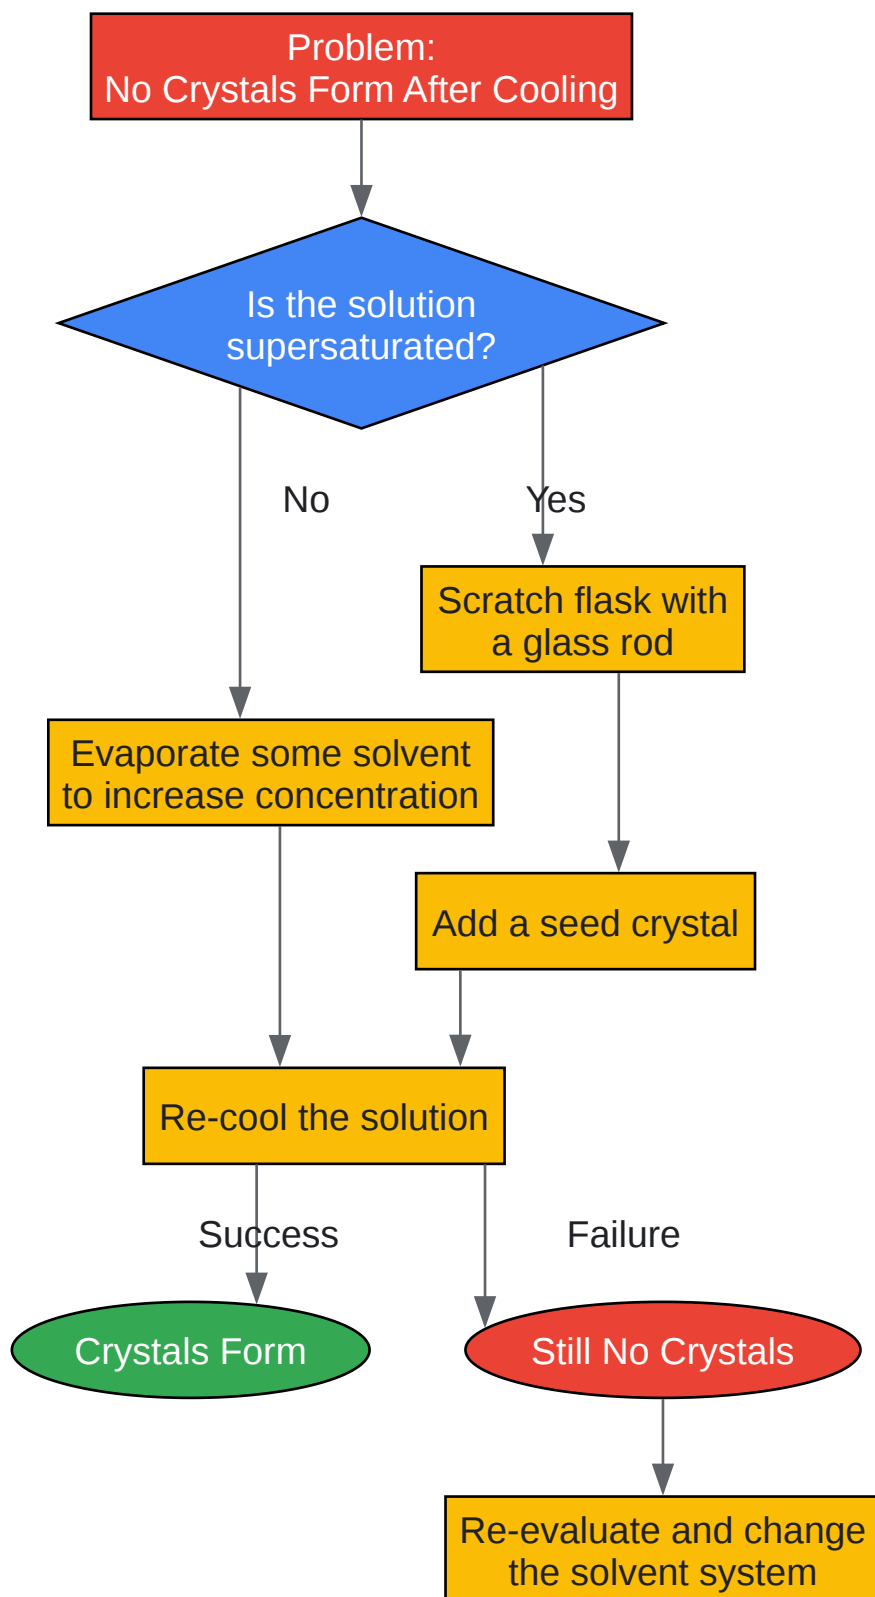 Problem:
No Crystals Form After Cooling
Is the solution
supersaturated?
No
Yes
Scratch flask with
a glass rod
Evaporate some solvent
to increase concentration
Add a seed crystal
Re-cool the solution
Success
Failure
Crystals Form
Still No Crystals
Re-evaluate and change
the solvent system